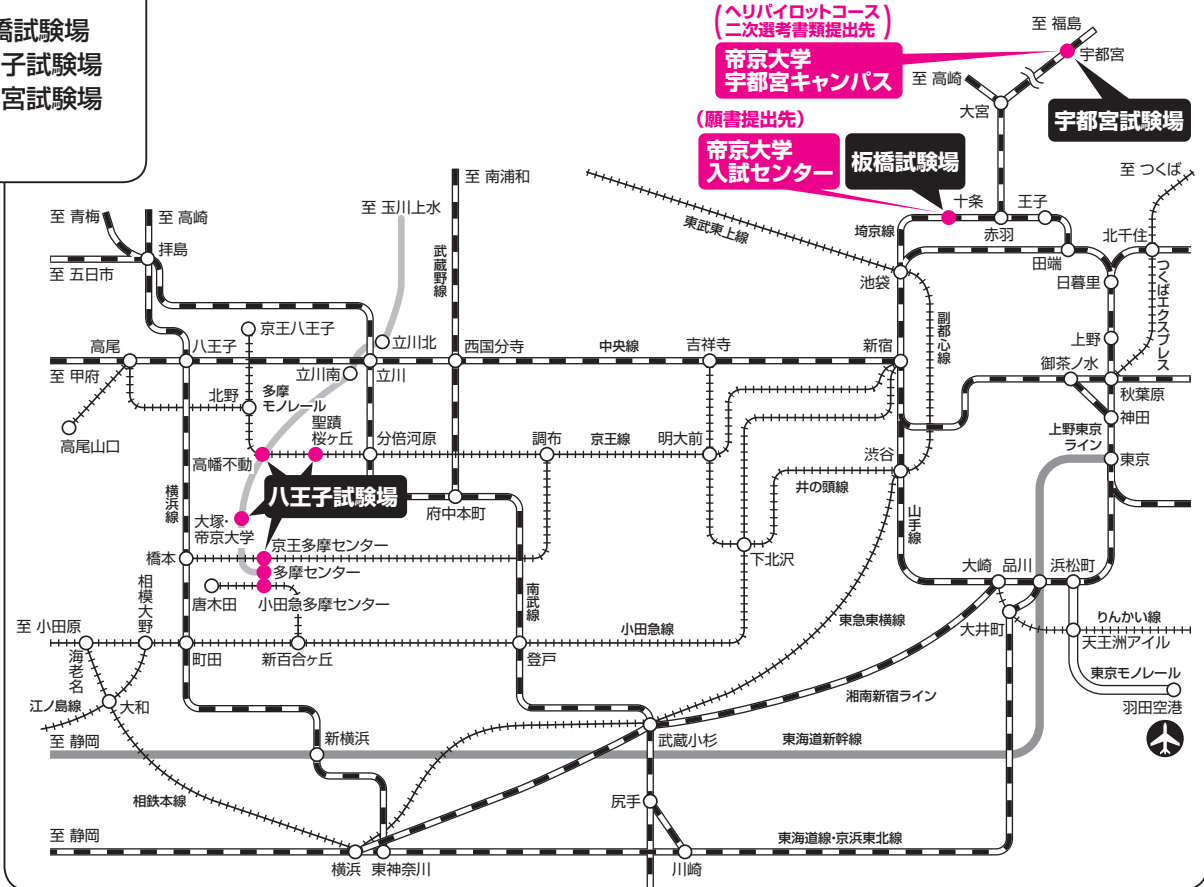 橋試験場
子試験場
宮試験場
(ヘリパイロットコース
二次選考書類提出先)
帝京大学
宇都宮キャンパス
至 福島
宇都宮
至 高崎
大宮
宇都宮試験場
(願書提出先)
帝京大学
入試センター
板橋試験場
至 つくば
十条
王子
赤羽
埼京線
田端
北千住
池袋
日暮里
東武東上線
至 南浦和
至 玉川上水
武蔵野線
至 青梅
至 高崎
拝島
至 五日市
つくばエクスプレス
副都心線
上野
京王八王子
立川北
高尾
八王子
西国分寺
中央線
吉祥寺
新宿
御茶ノ水
至 甲府
立川南
立川
秋葉原
北野
多摩
モノレール
神田
高尾山口
聖蹟
桜ヶ丘
分倍河原
調布
京王線
明大前
上野東京
ライン
高幡不動
渋谷
東京
井の頭線
横浜線
八王子試験場
府中本町
山手線
大塚・
帝京大学
京王多摩センター
橋本
下北沢
多摩センター
大崎
品川
浜松町
唐木田
小田急多摩センター
相模大野
南武線
至 小田原
小田急線
東急東横線
大井町
りんかい線
天王洲アイル
海老名
町田
新百合ヶ丘
登戸
東京モノレール
江ノ島線
大和
湘南新宿ライン
羽田空港
至 静岡
新横浜
武蔵小杉
東海道新幹線
相鉄本線
尻手
至 静岡
東海道線・京浜東北線
横浜
東神奈川
川崎